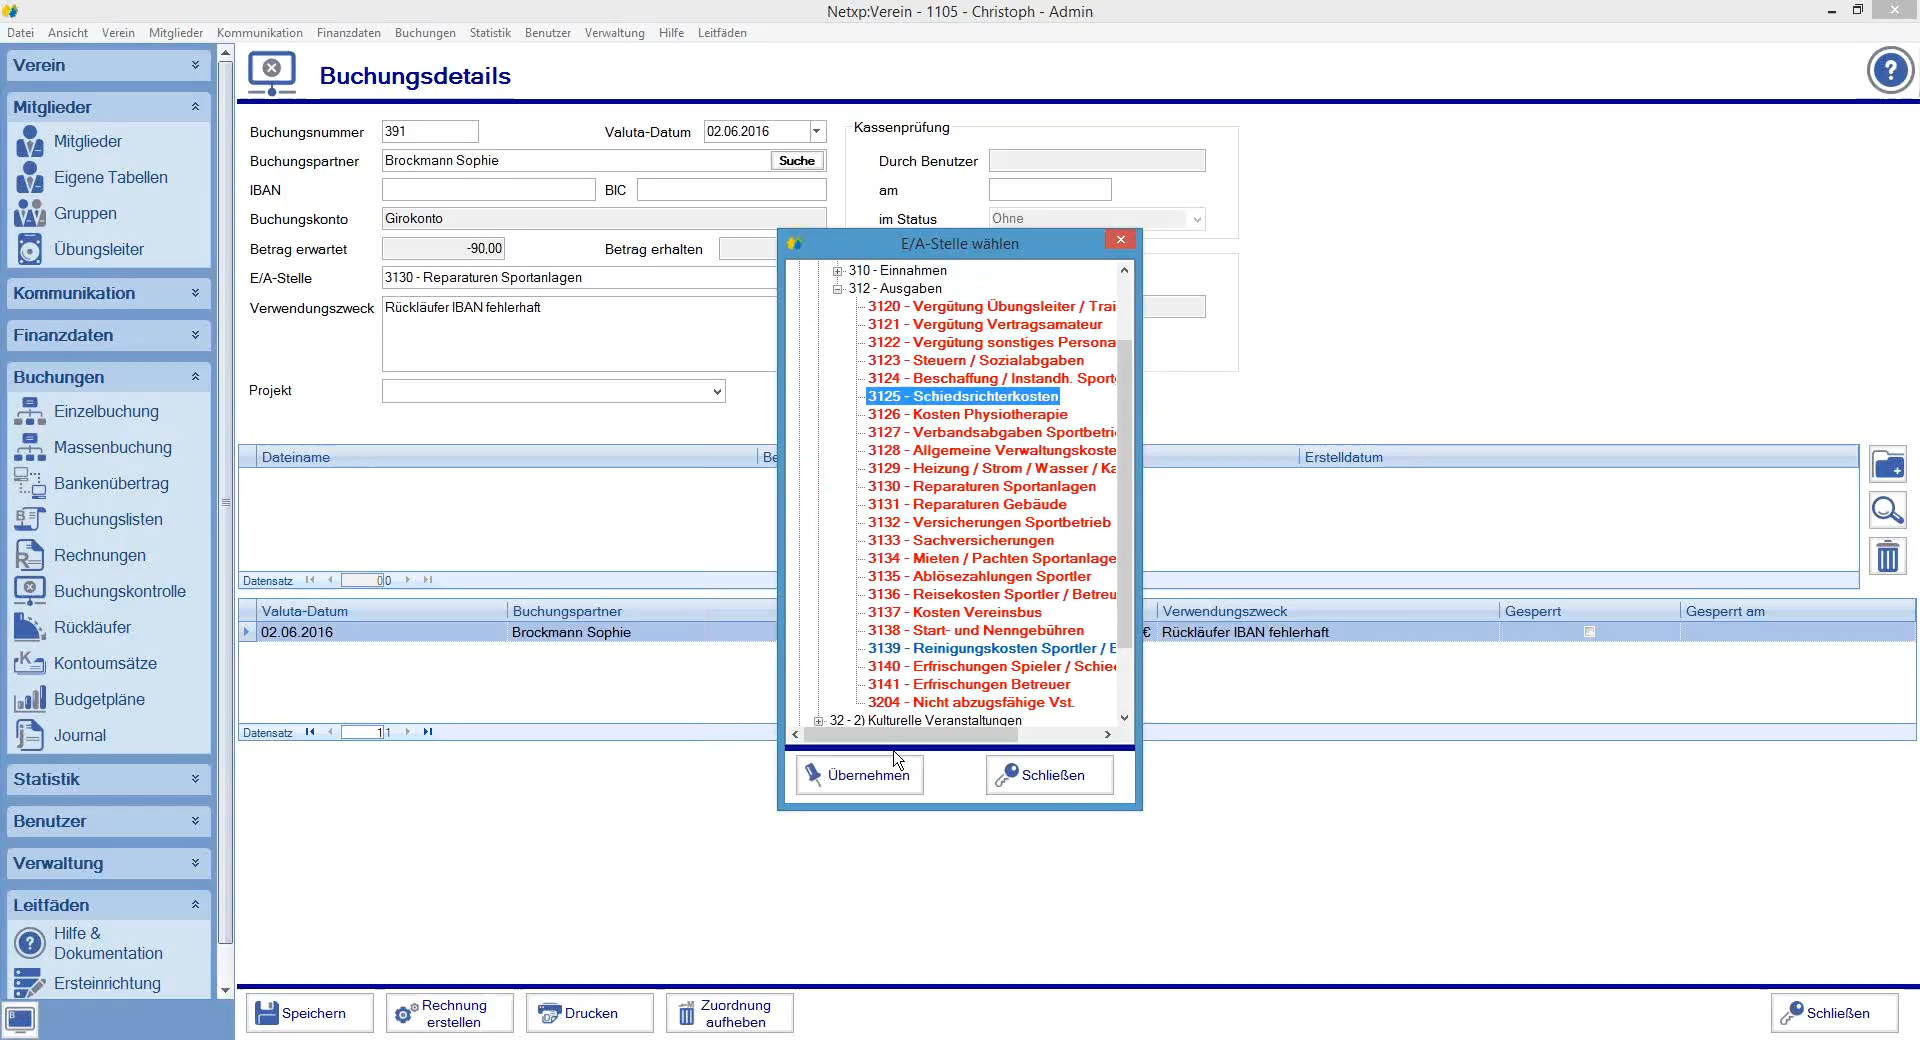 Netxp:Verein - 1105 - Christoph - Admin
Datei Ansicht Verein Mitglieder Kommunikation Finanzdaten Buchungen Statistik Benutzer Verwaltung Hilfe Leitfäden
Verein
Mitglieder
Mitglieder
Eigene Tabellen
Gruppen
Übungsleiter
Kommunikation
Finanzdaten
Buchungen
Einzelbuchung
Massenbuchung
Bankenübertrag
Buchungslisten
Rechnungen
Buchungskontrolle
Rückläufer
Kontoumsätze
Budgetpläne
Journal
Statistik
Benutzer
Verwaltung
Leitfäden
Hilfe &
Dokumentation
Ersteinrichtung
Buchungsdetails
Buchungsnummer 391 Valuta-Datum 02.06.2016
Buchungspartner Brockmann Sophie Suche
IBAN BIC
Buchungskonto Girokonto
Betrag erwartet -90,00 Betrag erhalten
E/A-Stelle 3130 - Reparaturen Sportanlagen
Verwendungszweck Rückläufer IBAN fehlerhaft
Projekt
Kassenprüfung
Durch Benutzer
am
im Status Ohne
E/A-Stelle wählen
310 - Einnahmen
312 - Ausgaben
3120 - Vergütung Übungsleiter / Trai
3121 - Vergütung Vertragsamateur
3122 - Vergütung sonstiges Persona
3123 - Steuern / Sozialabgaben
3124 - Beschaffung / Instandh. Sport
3125 - Schiedsrichterkosten
3126 - Kosten Physiotherapie
3127 - Verbandsabgaben Sportbetri
3128 - Allgemeine Verwaltungskoste
3129 - Heizung / Strom / Wasser / Ka
3130 - Reparaturen Sportanlagen
3131 - Reparaturen Gebäude
3132 - Versicherungen Sportbetrieb
3133 - Sachversicherungen
3134 - Mieten / Pachten Sportanlage
3135 - Ablösezahlungen Sportler
3136 - Reisekosten Sportler / Betreu
3137 - Kosten Vereinsbus
3138 - Start- und Nenngebühren
3139 - Reinigungskosten Sportler / E
3140 - Erfrischungen Spieler / Schie
3141 - Erfrischungen Betreuer
3204 - Nicht abzugsfähige Vst.
32 - 2) Kulturelle Veranstaltungen
Übernehmen Schließen
Dateiname Be Erstelldatum
Datensatz 0 0
Valuta-Datum Buchungspartner Verwendungszweck Gesperrt Gesperrt am
02.06.2016 Brockmann Sophie € Rückläufer IBAN fehlerhaft
Datensatz 1 1
Speichern
Rechnung
erstellen
Drucken
Zuordnung
aufheben
Schließen